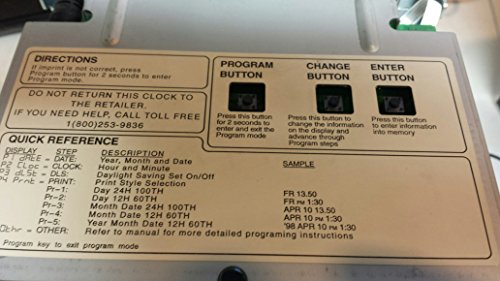 DIRECTIONS
If imprint is not correct, press
Program button for 2 seconds to enter
Program mode.
DO NOT RETURN THIS CLOCK TO
THE RETAILER.
IF YOU NEED HELP, CALL TOLL FREE
1(800)253-9836
PROGRAM
BUTTON
CHANGE
BUTTON
ENTER
BUTTON
Press this button
for 2 seconds to
enter and exit the
Program mode
Press this button to
change the information
on the display and
advance through
Program steps
Press this button
to enter information
into memory
QUICK REFERENCE
DISPLAY STEP DESCRIPTION SAMPLE
P1 dAtE = DATE: Year, Month and Date
P2 CLoc = CLOCK: Hour and Minute
P3 dLSt = DLS: Daylight Saving Set On/Off
P4 Prnt = PRINT: Print Style Selection
Pr-1: Day 24H 100TH FR 13.50
Pr-2: Day 12H 60TH FR PM 1:30
Pr-3: Month Date 24H 100TH APR 10 13.50
Pr-4: Month Date 12H 60TH APR 10 PM 1:30
Pr-5: Year Month Date 12H 60TH '98 APR 10 PM 1:30
Othr = OTHER: Refer to manual for more detailed programing instructions
Program key to exit program mode